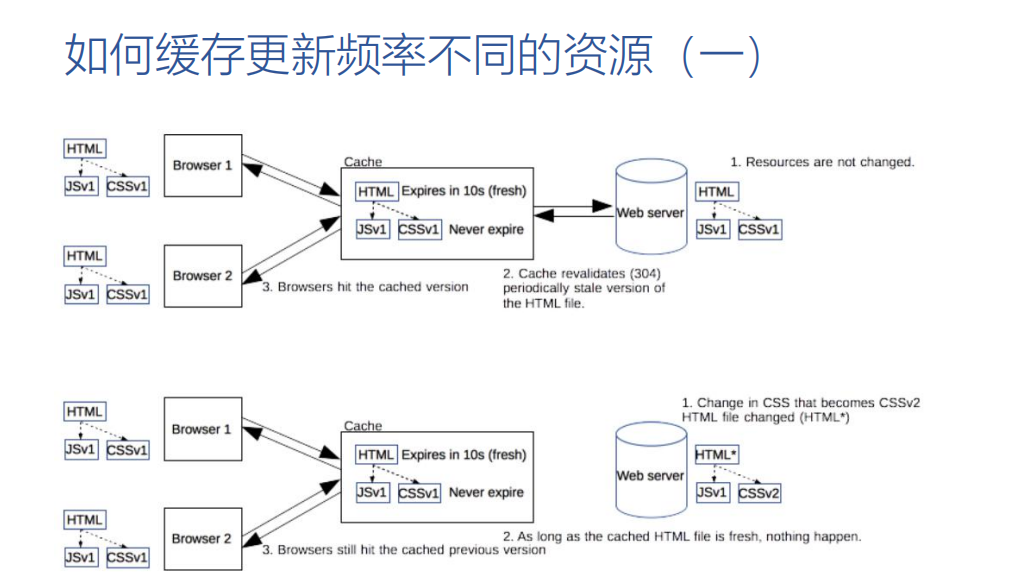 如何缓存更新频率不同的资源（一）
HTML
JSv1 CSSv1
Browser 1
Cache
HTML Expires in 10s (fresh)
JSv1 CSSv1 Never expire
Web server
1. Resources are not changed.
HTML
JSv1 CSSv1
HTML
JSv1 CSSv1
Browser 2
3. Browsers hit the cached version
2. Cache revalidates (304)
periodically stale version of
the HTML file.
HTML
JSv1 CSSv1
Browser 1
Cache
HTML Expires in 10s (fresh)
JSv1 CSSv1 Never expire
Web server
1. Change in CSS that becomes CSSv2
HTML file changed (HTML*)
HTML*
JSv1 CSSv2
HTML
JSv1 CSSv1
Browser 2
2. As long as the cached HTML file is fresh, nothing happen.
3. Browsers still hit the cached previous version